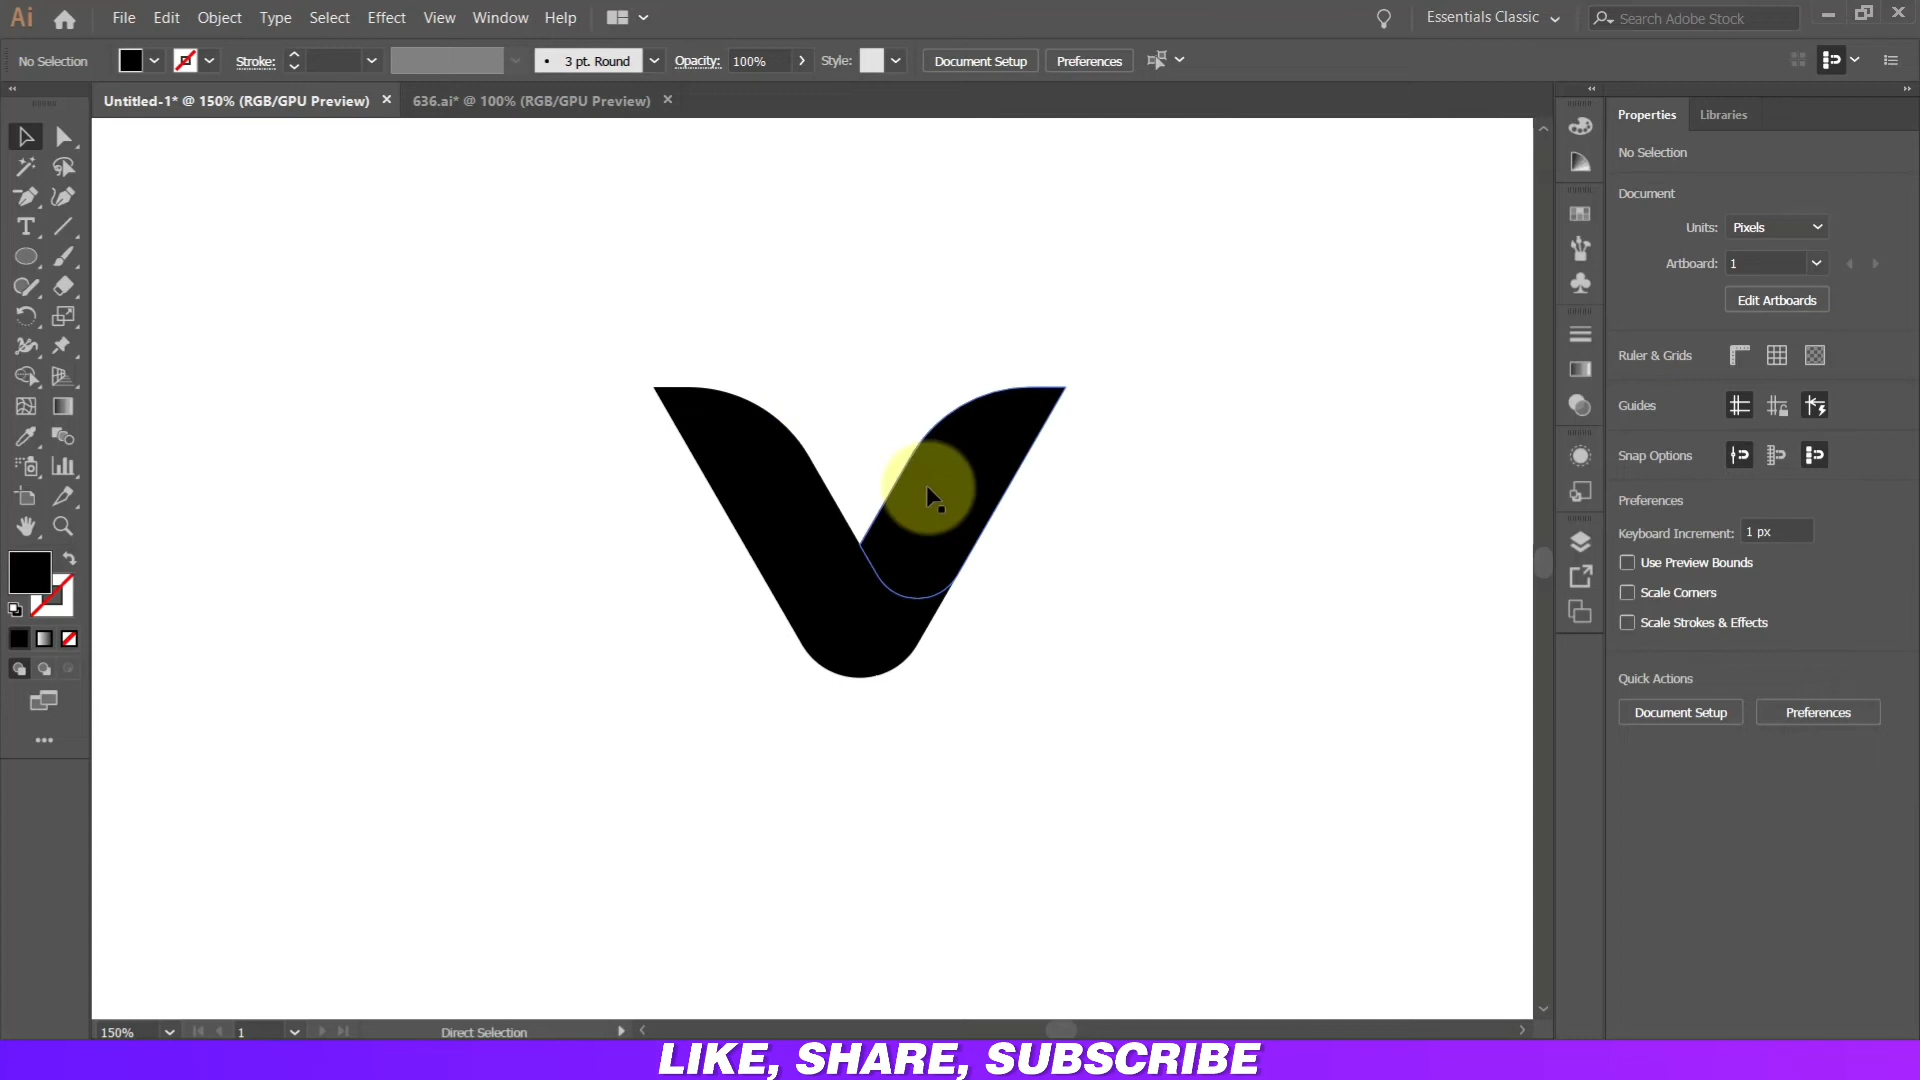 Ai File Edit Object Type Select Effect View Window Help Essentials Classic Search Adobe Stock
No Selection Stroke: 3 pt. Round Opacity: 100% Style: Document Setup Preferences
Untitled-1* @ 150% (RGB/GPU Preview) 636.ai* @ 100% (RGB/GPU Preview)
Properties Libraries
No Selection
Document
Units: Pixels
Artboard: 1
Edit Artboards
Ruler & Grids
Guides
Snap Options
Preferences
Keyboard Increment: 1 px
Use Preview Bounds
Scale Corners
Scale Strokes & Effects
Quick Actions
Document Setup Preferences
150% 1 Direct Selection
LIKE, SHARE, SUBSCRIBE